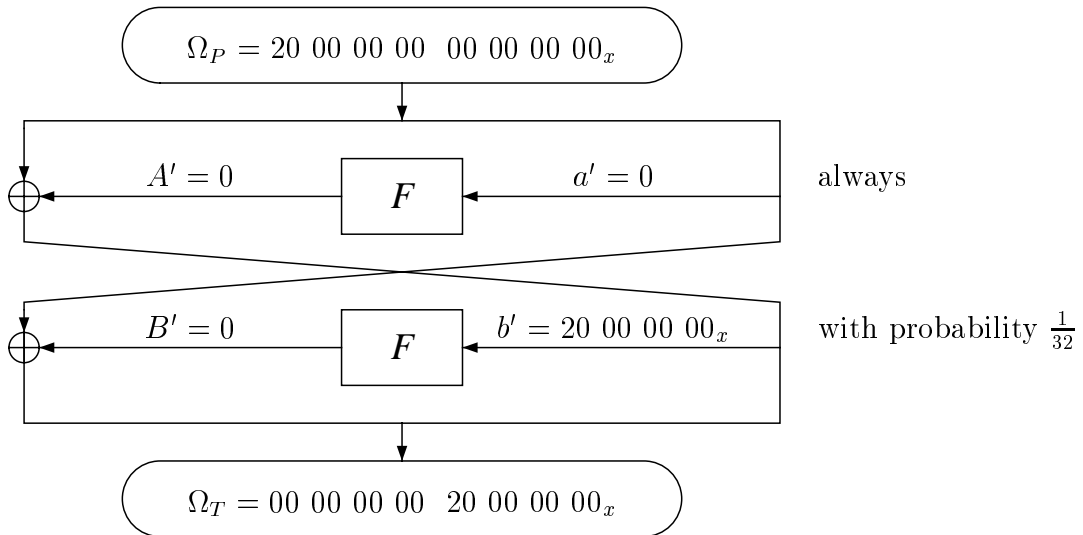 Ω_P = 20 00 00 00 00 00 00 00_x
A′ = 0
F
a′ = 0
always
B′ = 0
F
b′ = 20 00 00 00_x
with probability 1/32
Ω_T = 00 00 00 00 20 00 00 00_x